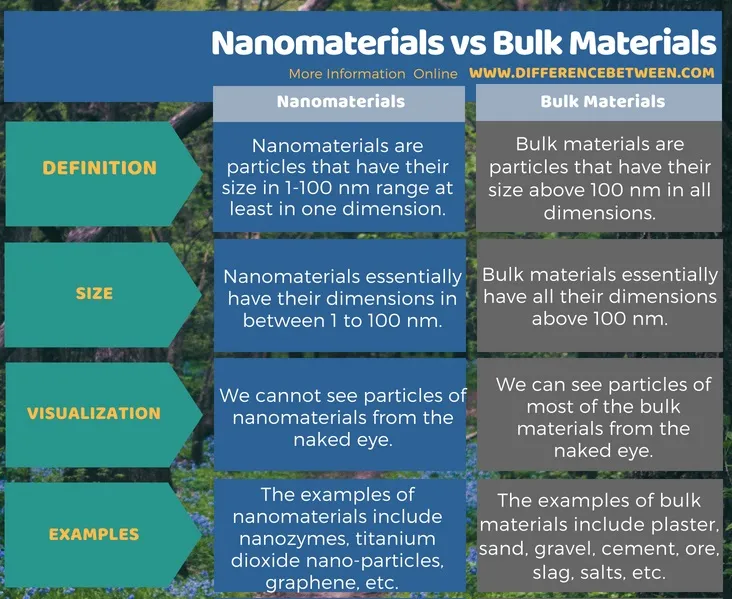 Nanomaterials vs Bulk Materials
More Information Online WWW.DIFFERENCEBETWEEN.COM
Nanomaterials
Bulk Materials
DEFINITION
Nanomaterials are
particles that have their
size in 1-100 nm range at
least in one dimension.
Bulk materials are
particles that have their
size above 100 nm in all
dimensions.
SIZE
Nanomaterials essentially
have their dimensions in
between 1 to 100 nm.
Bulk materials essentially
have all their dimensions
above 100 nm.
VISUALIZATION
We cannot see particles of
nanomaterials from the
naked eye.
We can see particles of
most of the bulk
materials from the
naked eye.
EXAMPLES
The examples of
nanomaterials include
nanozymes, titanium
dioxide nano-particles,
graphene, etc.
The examples of bulk
materials include plaster,
sand, gravel, cement, ore,
slag, salts, etc.